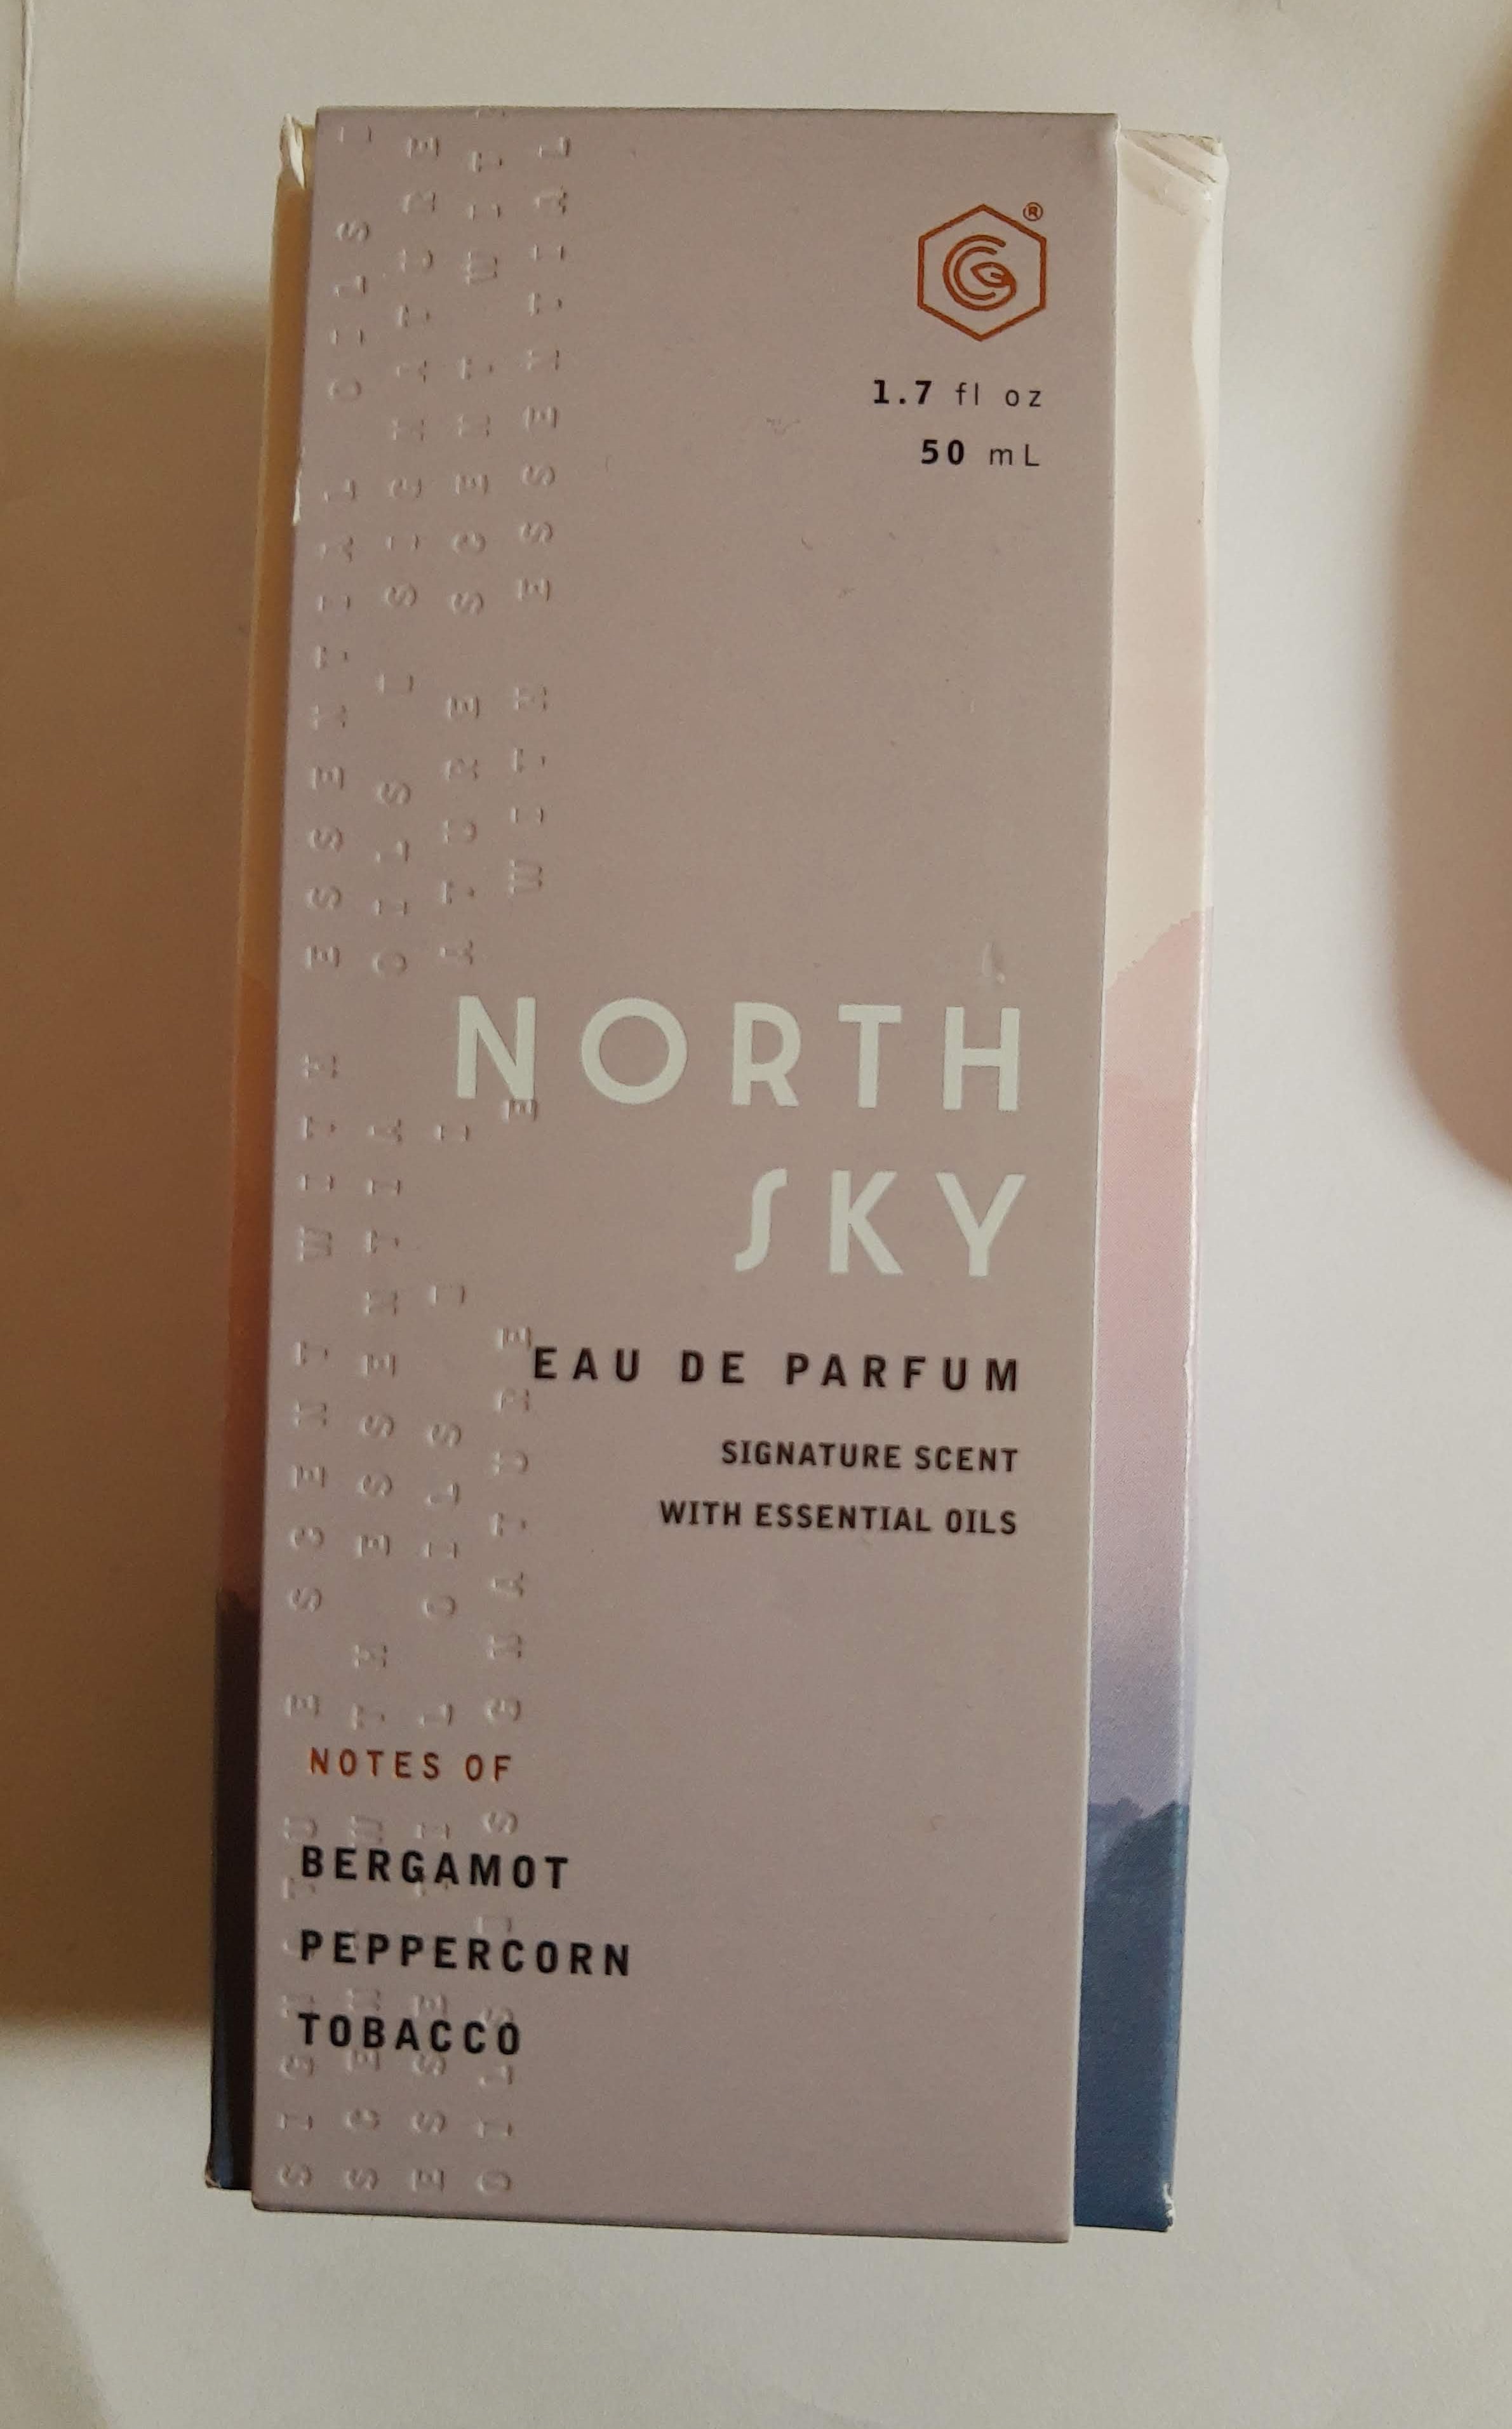 ®
1.7 fl oz
50 mL
NORTH
SKY
EAU DE PARFUM
SIGNATURE SCENT
WITH ESSENTIAL OILS
NOTES OF
BERGAMOT
PEPPERCORN
TOBACCO